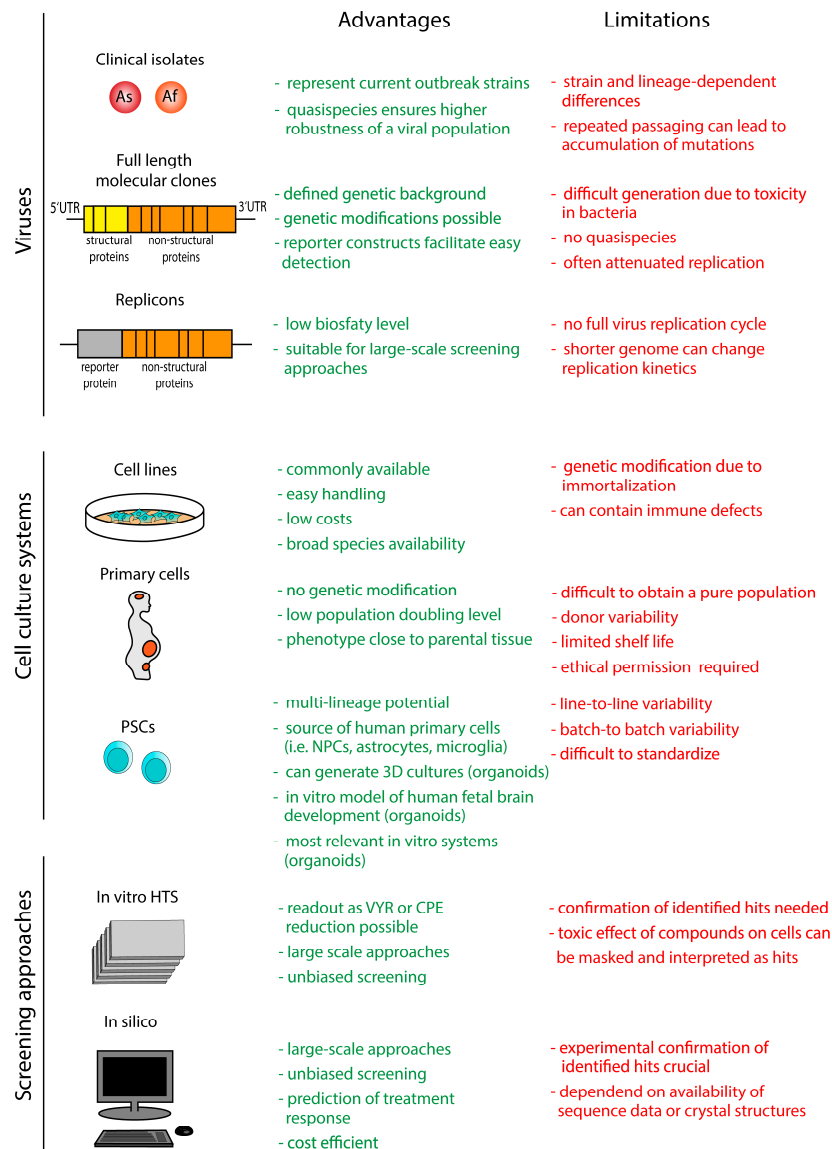 Advantages
Limitations
Viruses
Clinical isolates
As
Af
- represent current outbreak strains
- quasispecies ensures higher
robustness of a viral population
- strain and lineage-dependent
differences
- repeated passaging can lead to
accumulation of mutations
Full length
molecular clones
5'UTR
3'UTR
structural
proteins
non-structural
proteins
- defined genetic background
- genetic modifications possible
- reporter constructs facilitate easy
detection
- difficult generation due to toxicity
in bacteria
- no quasispecies
- often attenuated replication
Replicons
reporter
protein
non-structural
proteins
- low biosfaty level
- suitable for large-scale screening
approaches
- no full virus replication cycle
- shorter genome can change
replication kinetics
Cell culture systems
Cell lines
- commonly available
- easy handling
- low costs
- broad species availability
- genetic modification due to
immortalization
- can contain immune defects
Primary cells
- no genetic modification
- low population doubling level
- phenotype close to parental tissue
- difficult to obtain a pure population
- donor variability
- limited shelf life
- ethical permission required
PSCs
- multi-lineage potential
- source of human primary cells
(i.e. NPCs, astrocytes, microglia)
- can generate 3D cultures (organoids)
- in vitro model of human fetal brain
development (organoids)
- most relevant in vitro systems
(organoids)
- line-to-line variability
- batch-to batch variability
- difficult to standardize
Screening approaches
In vitro HTS
- readout as VYR or CPE
reduction possible
- large scale approaches
- unbiased screening
- confirmation of identified hits needed
- toxic effect of compounds on cells can
be masked and interpreted as hits
In silico
- large-scale approaches
- unbiased screening
- prediction of treatment
response
- cost efficient
- experimental confirmation of
identified hits crucial
- dependend on availability of
sequence data or crystal structures